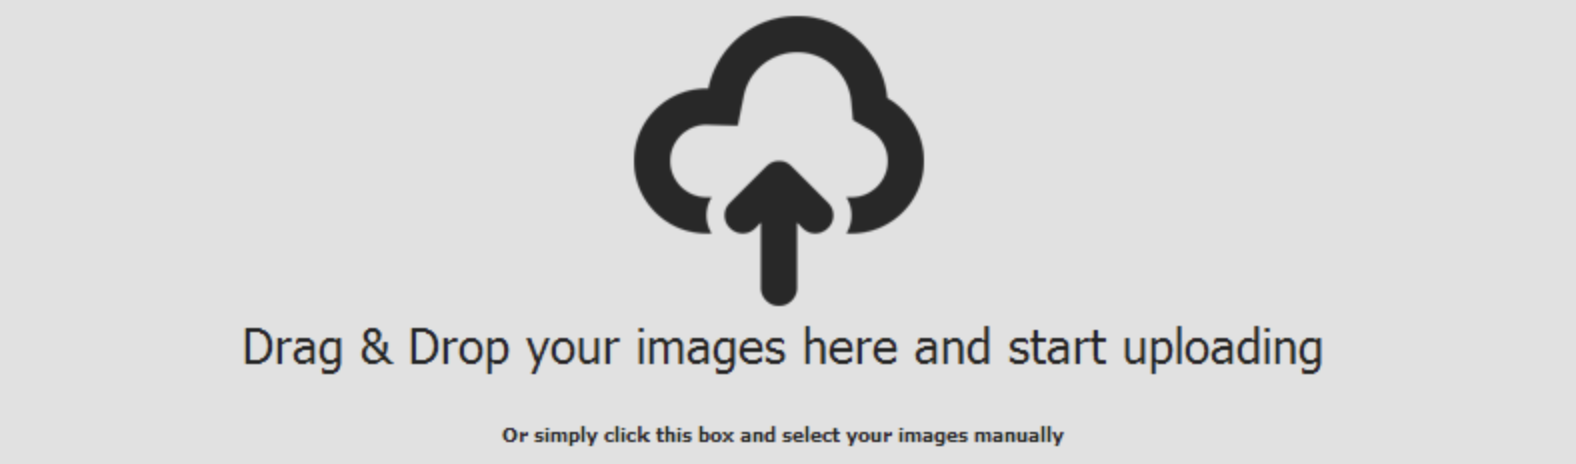 Drag & Drop your images here and start uploading
Or simply click this box and select your images manually